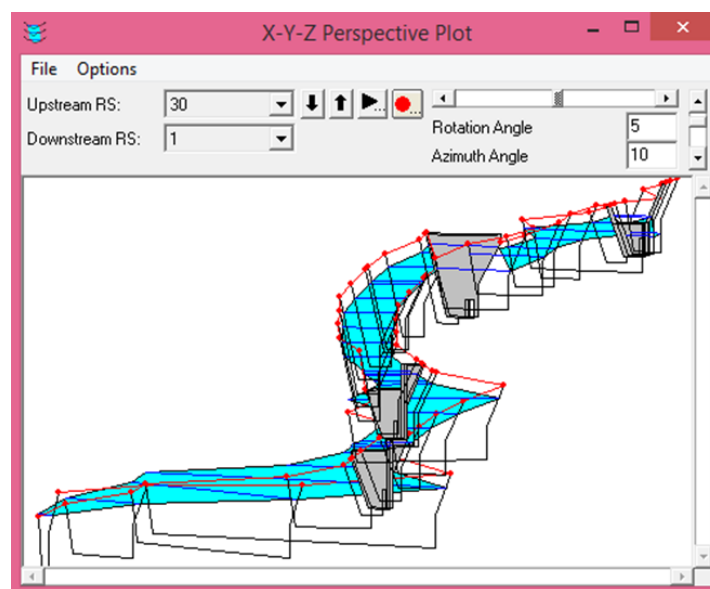 X-Y-Z Perspective Plot
File Options
Upstream RS: 30
Downstream RS: 1
Rotation Angle 5
Azimuth Angle 10